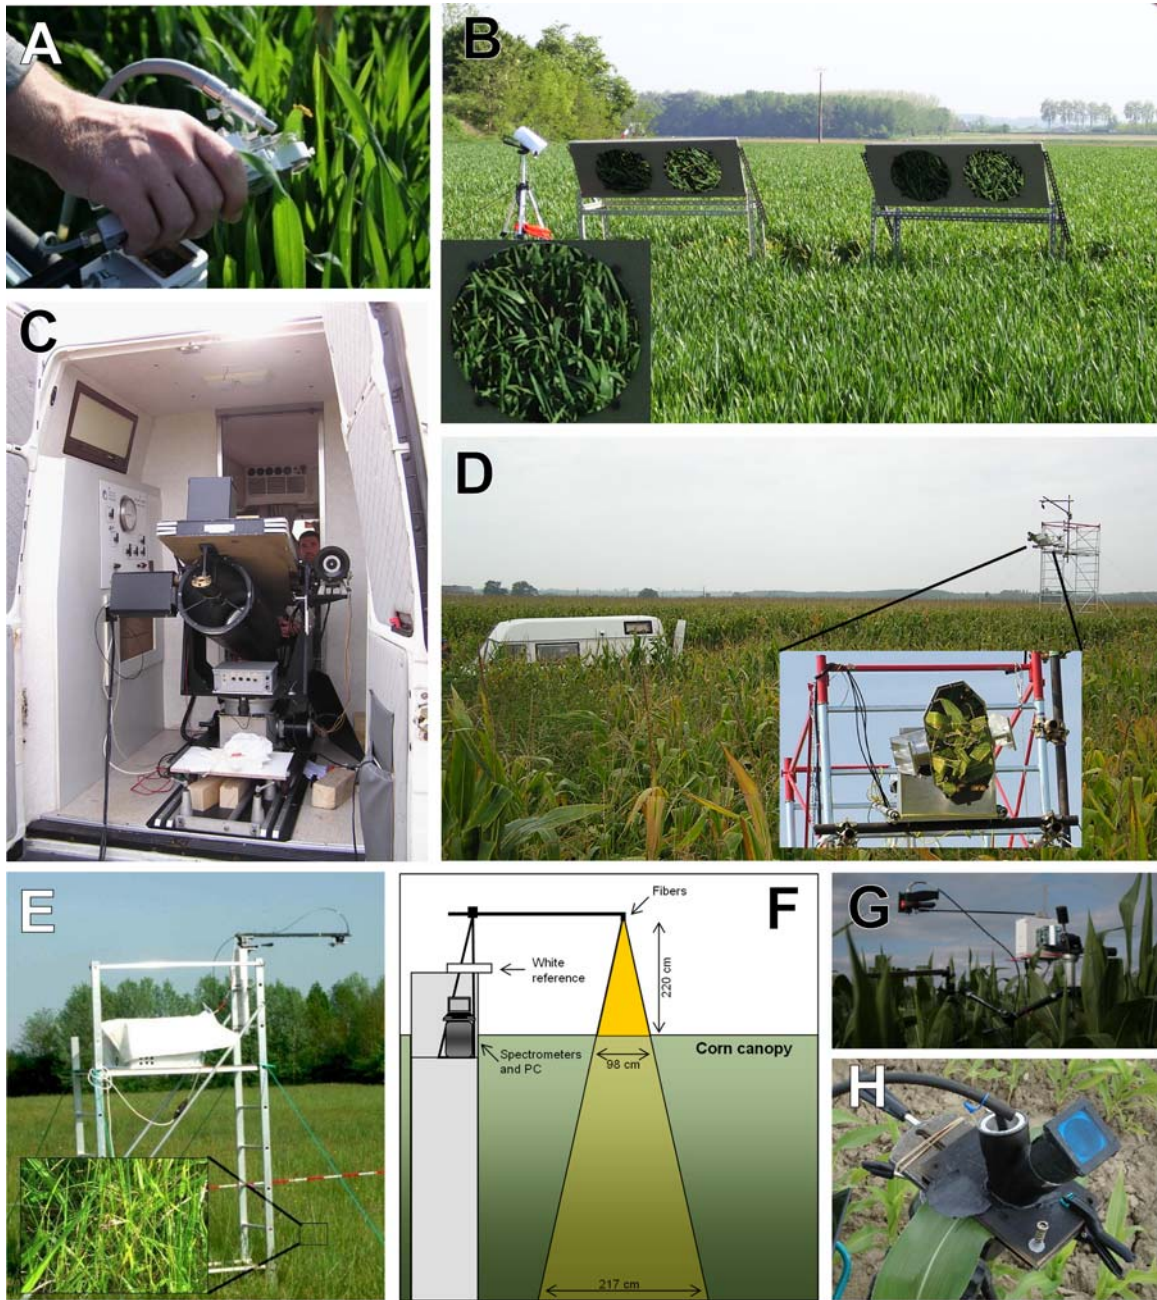 A
B
C
D
E
F
Fibers
White
reference
220 cm
Spectrometers
and PC
Corn canopy
98 cm
217 cm
G
H